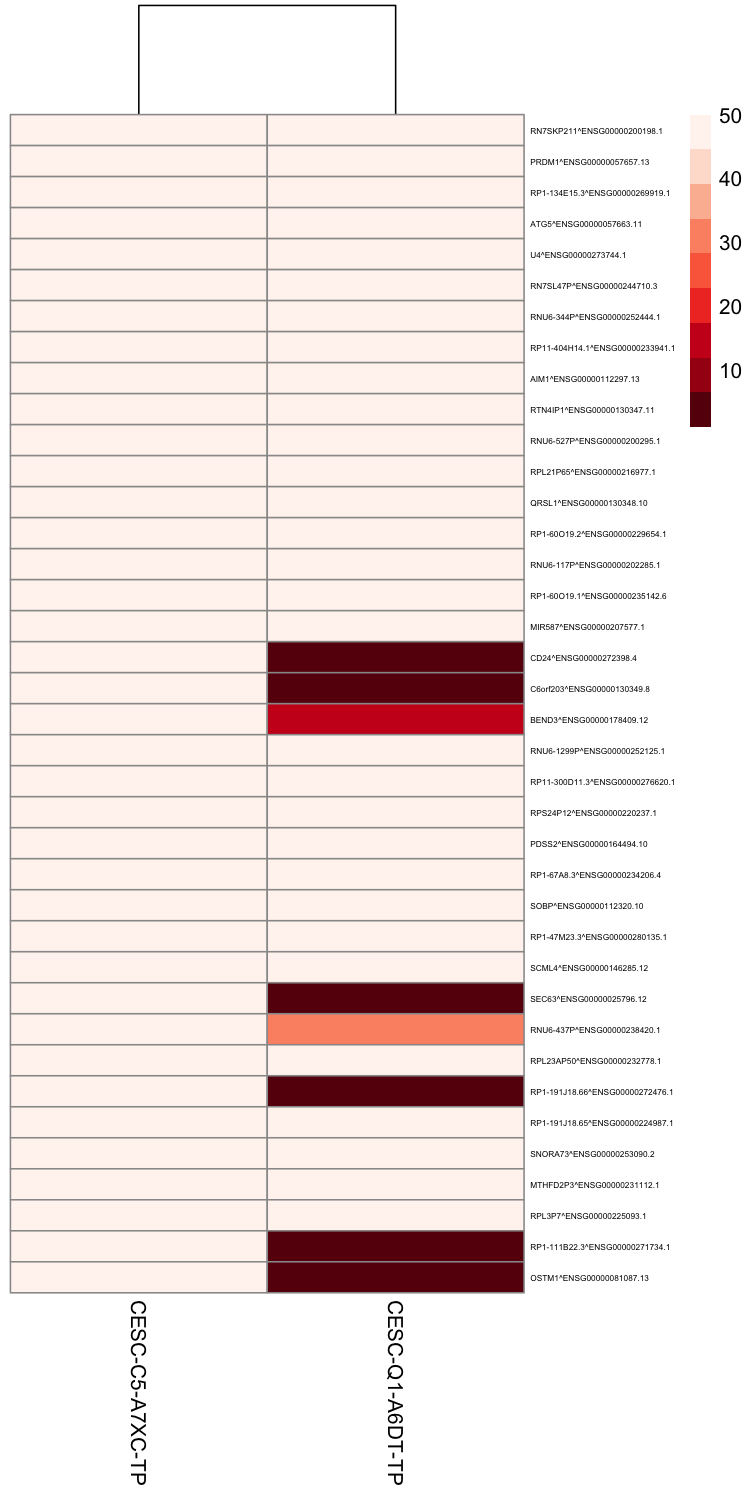 RN7SKP211^ENSG00000200198.1
PRDM1^ENSG00000057657.13
RP1-134E15.3^ENSG00000269919.1
ATG5^ENSG00000057663.11
U4^ENSG00000273744.1
RN7SL47P^ENSG00000244710.3
RNU6-344P^ENSG00000252444.1
RP11-404H14.1^ENSG00000233941.1
AIM1^ENSG00000112297.13
RTN4IP1^ENSG00000130347.11
RNU6-527P^ENSG00000200295.1
RPL21P65^ENSG00000216977.1
QRSL1^ENSG00000130348.10
RP1-60O19.2^ENSG00000229654.1
RNU6-117P^ENSG00000202285.1
RP1-60O19.1^ENSG00000235142.6
MIR587^ENSG00000207577.1
CD24^ENSG00000272398.4
C6orf203^ENSG00000130349.8
BEND3^ENSG00000178409.12
RNU6-1299P^ENSG00000252125.1
RP11-300D11.3^ENSG00000276620.1
RPS24P12^ENSG00000220237.1
PDSS2^ENSG00000164494.10
RP1-67A8.3^ENSG00000234206.4
SOBP^ENSG00000112320.10
RP1-47M23.3^ENSG00000280135.1
SCML4^ENSG00000146285.12
SEC63^ENSG00000025796.12
RNU6-437P^ENSG00000238420.1
RPL23AP50^ENSG00000232778.1
RP1-191J18.66^ENSG00000272476.1
RP1-191J18.65^ENSG00000224987.1
SNORA73^ENSG00000253090.2
MTHFD2P3^ENSG00000231112.1
RPL3P7^ENSG00000225093.1
RP1-111B22.3^ENSG00000271734.1
OSTM1^ENSG00000081087.13
50
40
30
20
10
CESC-C5-A7XC-TP
CESC-Q1-A6DT-TP